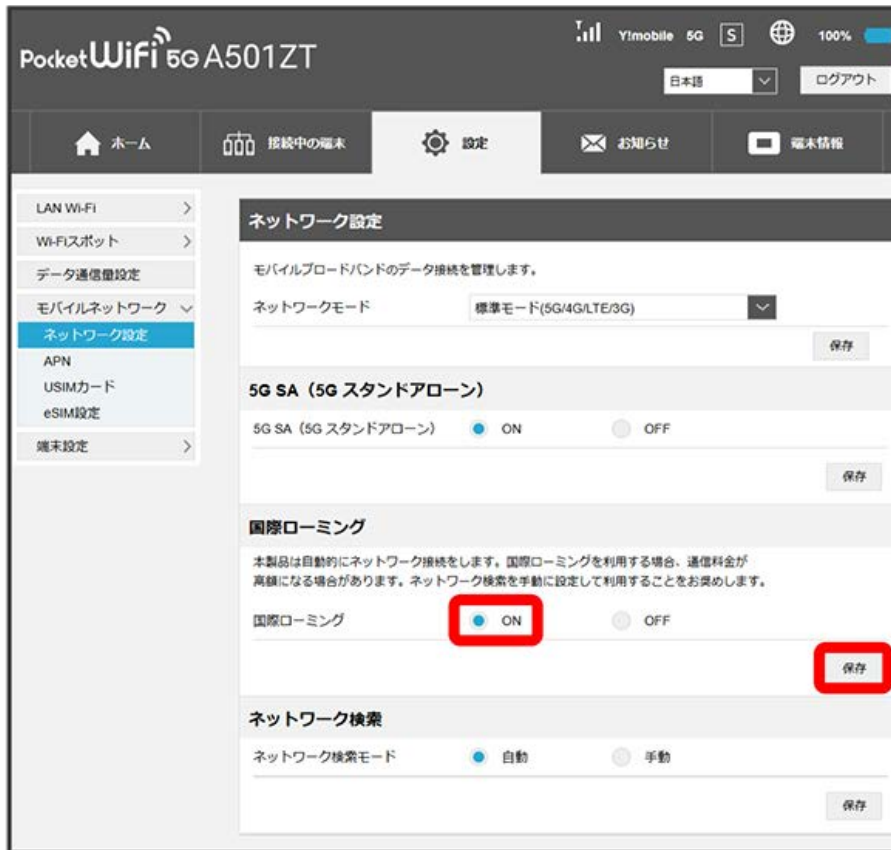 Pocket WiFi 5G A501ZT
Y!mobile 5G S 100%
日本語 ログアウト
ホーム 接続中の端末 設定 お知らせ 端末情報
LAN Wi-Fi
Wi-Fiスポット
データ通信量設定
モバイルネットワーク
ネットワーク設定
APN
USIMカード
eSIM設定
端末設定
ネットワーク設定
モバイルブロードバンドのデータ接続を管理します。
ネットワークモード 標準モード(5G/4G/LTE/3G)
保存
5G SA（5G スタンドアローン）
5G SA（5G スタンドアローン） ON OFF
保存
国際ローミング
本製品は自動的にネットワーク接続をします。国際ローミングを利用する場合、通信料金が
高額になる場合があります。ネットワーク検索を手動に設定して利用することをお奨めします。
国際ローミング ON OFF
保存
ネットワーク検索
ネットワーク検索モード 自動 手動
保存